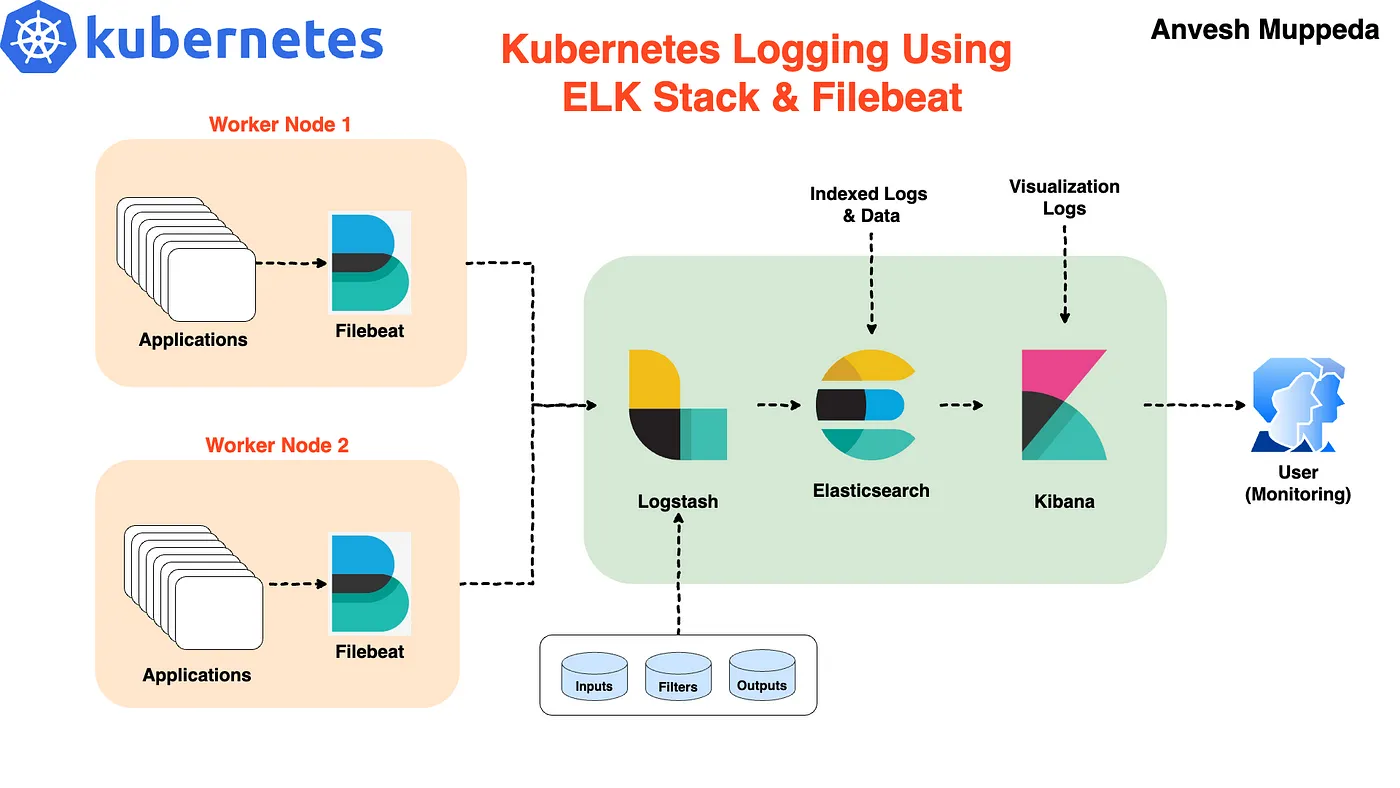 kubernetes
Anvesh Muppeda
Kubernetes Logging Using
ELK Stack & Filebeat
Worker Node 1
Applications
Filebeat
Worker Node 2
Applications
Filebeat
Indexed Logs
& Data
Visualization
Logs
Logstash
Elasticsearch
Kibana
User
(Monitoring)
Inputs
Filters
Outputs